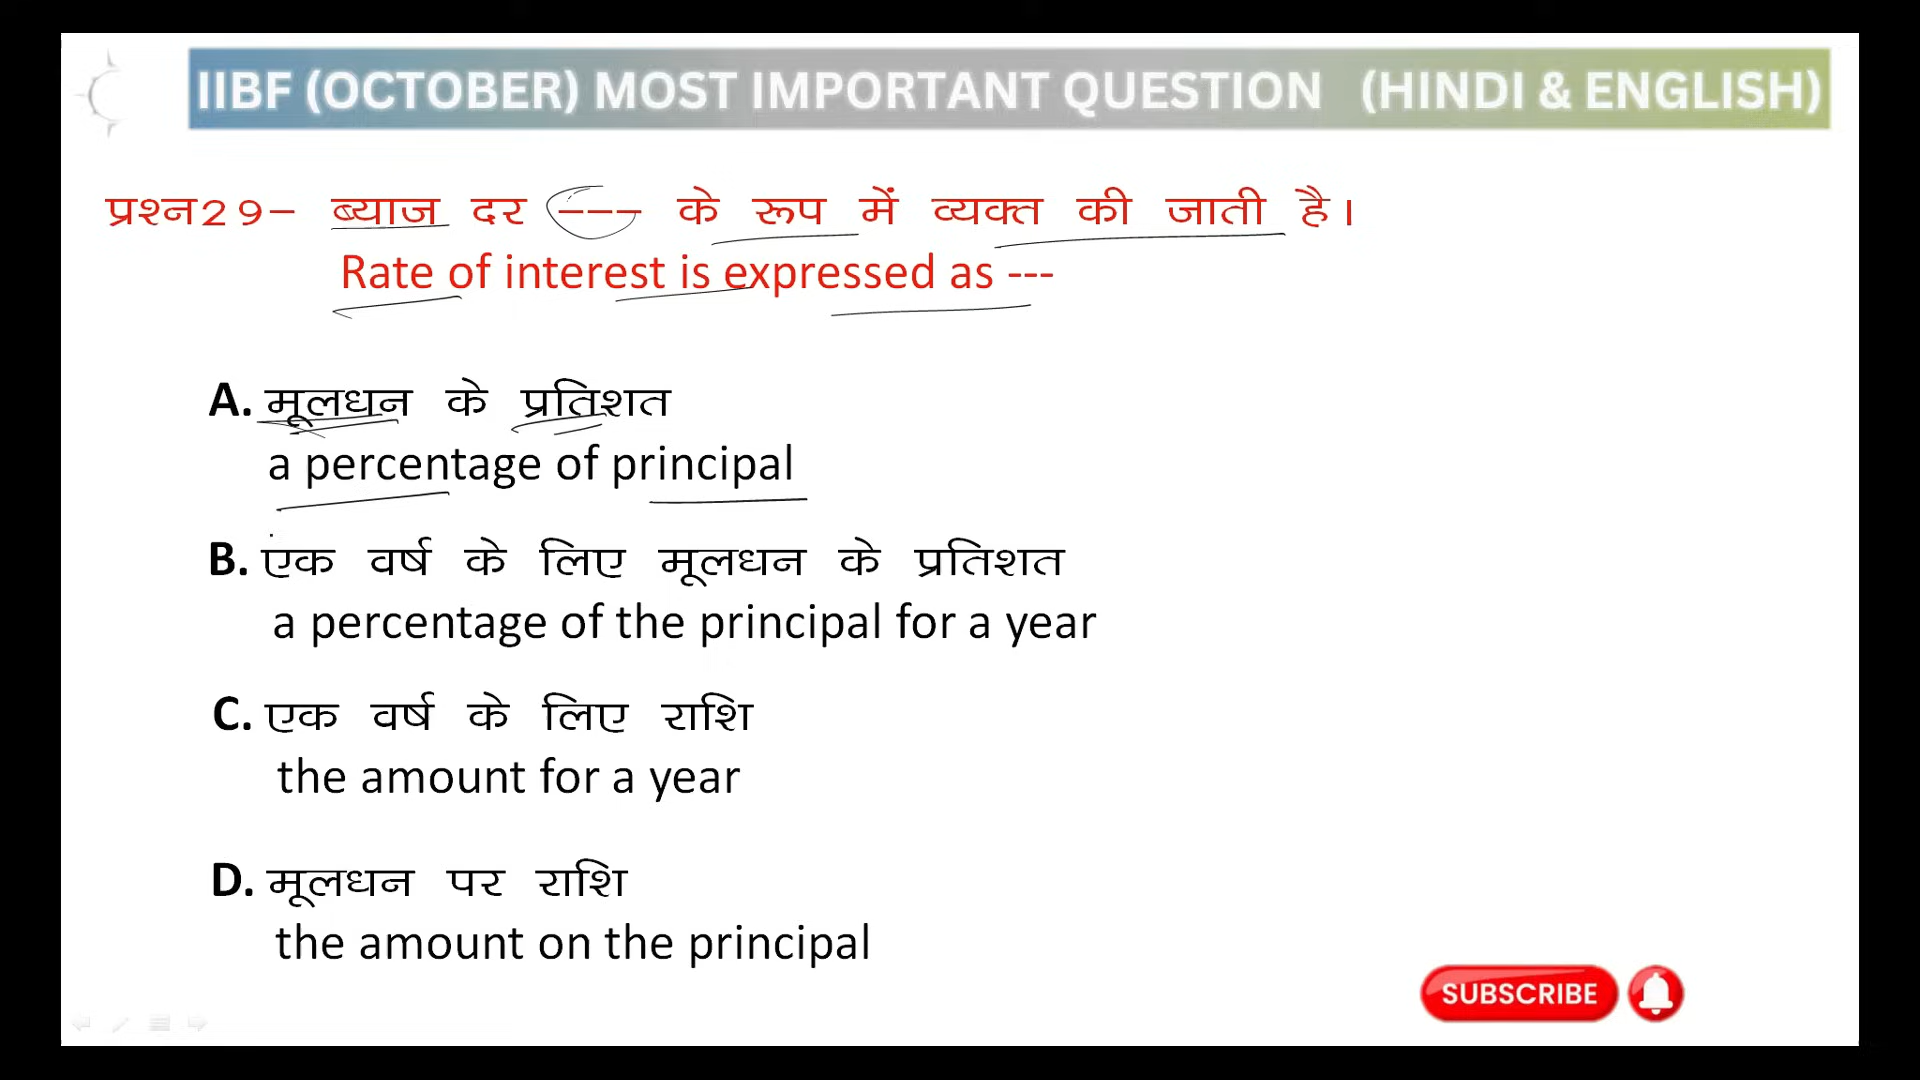 IIBF (OCTOBER) MOST IMPORTANT QUESTION (HINDI & ENGLISH)
प्रश्न29- ब्याज दर --- के रूप में व्यक्त की जाती है।
Rate of interest is expressed as ---
A. मूलधन के प्रतिशत
a percentage of principal
B. एक वर्ष के लिए मूलधन के प्रतिशत
a percentage of the principal for a year
C. एक वर्ष के लिए राशि
the amount for a year
D. मूलधन पर राशि
the amount on the principal
SUBSCRIBE